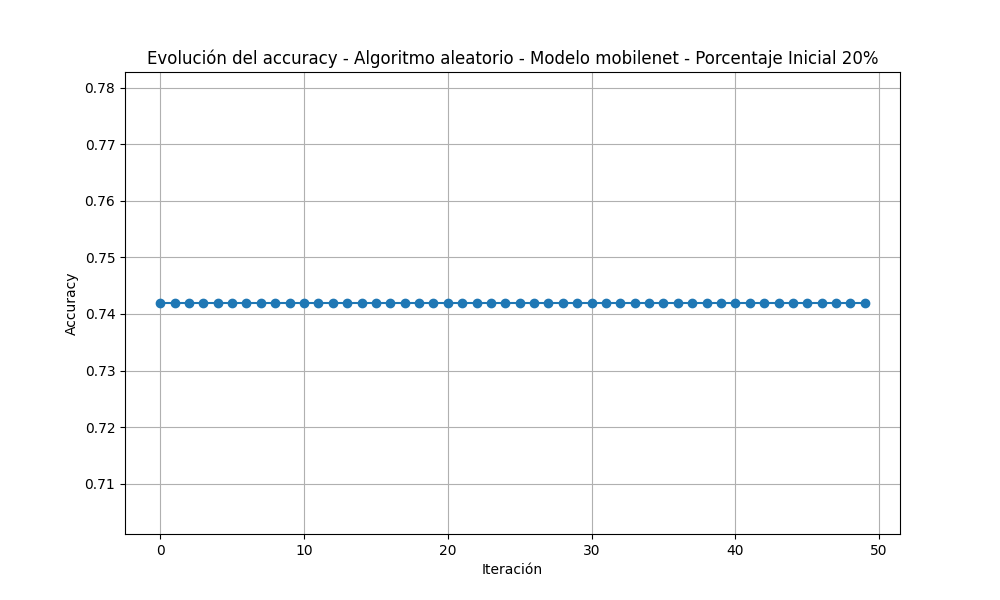 Evolución del accuracy - Algoritmo aleatorio - Modelo mobilenet - Porcentaje Inicial 20%
0.78
0.77
0.76
0.75
0.74
0.73
0.72
0.71
Accuracy
0 10 20 30 40 50
Iteración